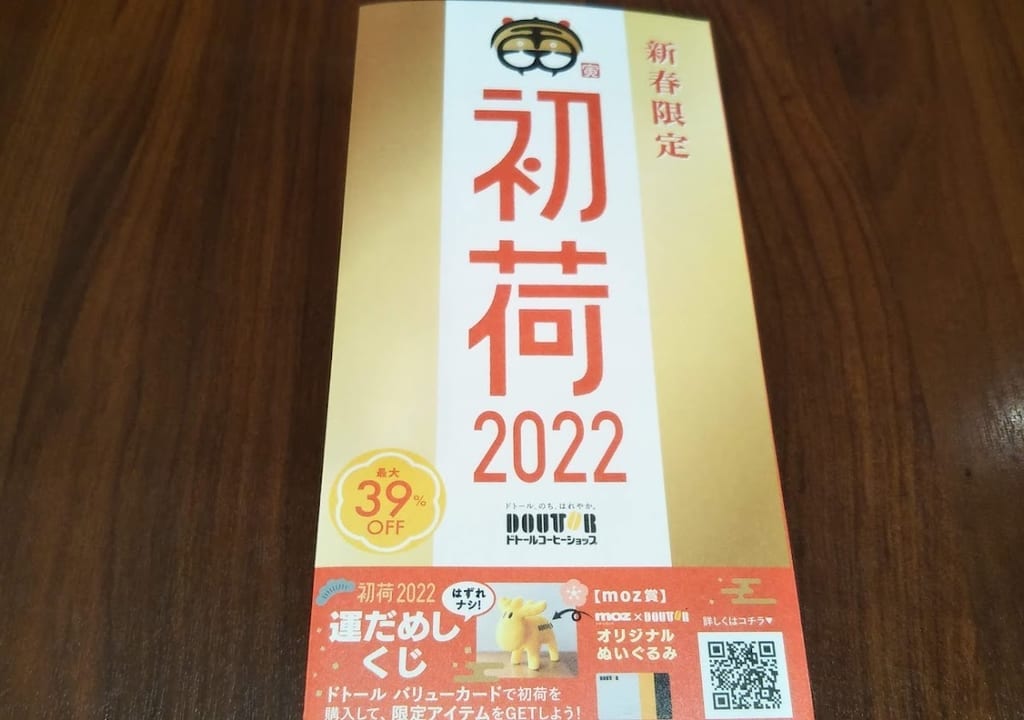 寅
新春限定
初荷
2022
最大
39%
OFF
ドトール、のち、はれやか。
DOUTOR
ドトールコーヒーショップ
初荷2022
運だめし
くじ
はずれ
ナシ!
【moz賞】
moz×DOUTOR
オリジナル
ぬいぐるみ
詳しくはコチラ▼
ドトール バリューカードで初荷を
購入して、限定アイテムをGETしよう!
DOUTOR